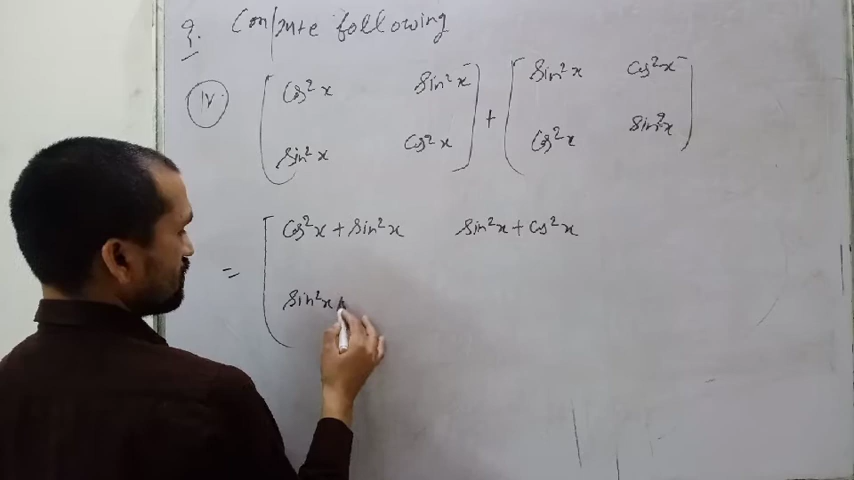 Q. Compute following
iv [ cos²x sin²x ] + [ sin²x cos²x ]
[ sin²x cos²x ] [ cos²x sin²x ]
= [ cos²x + sin²x sin²x + cos²x
sin²x